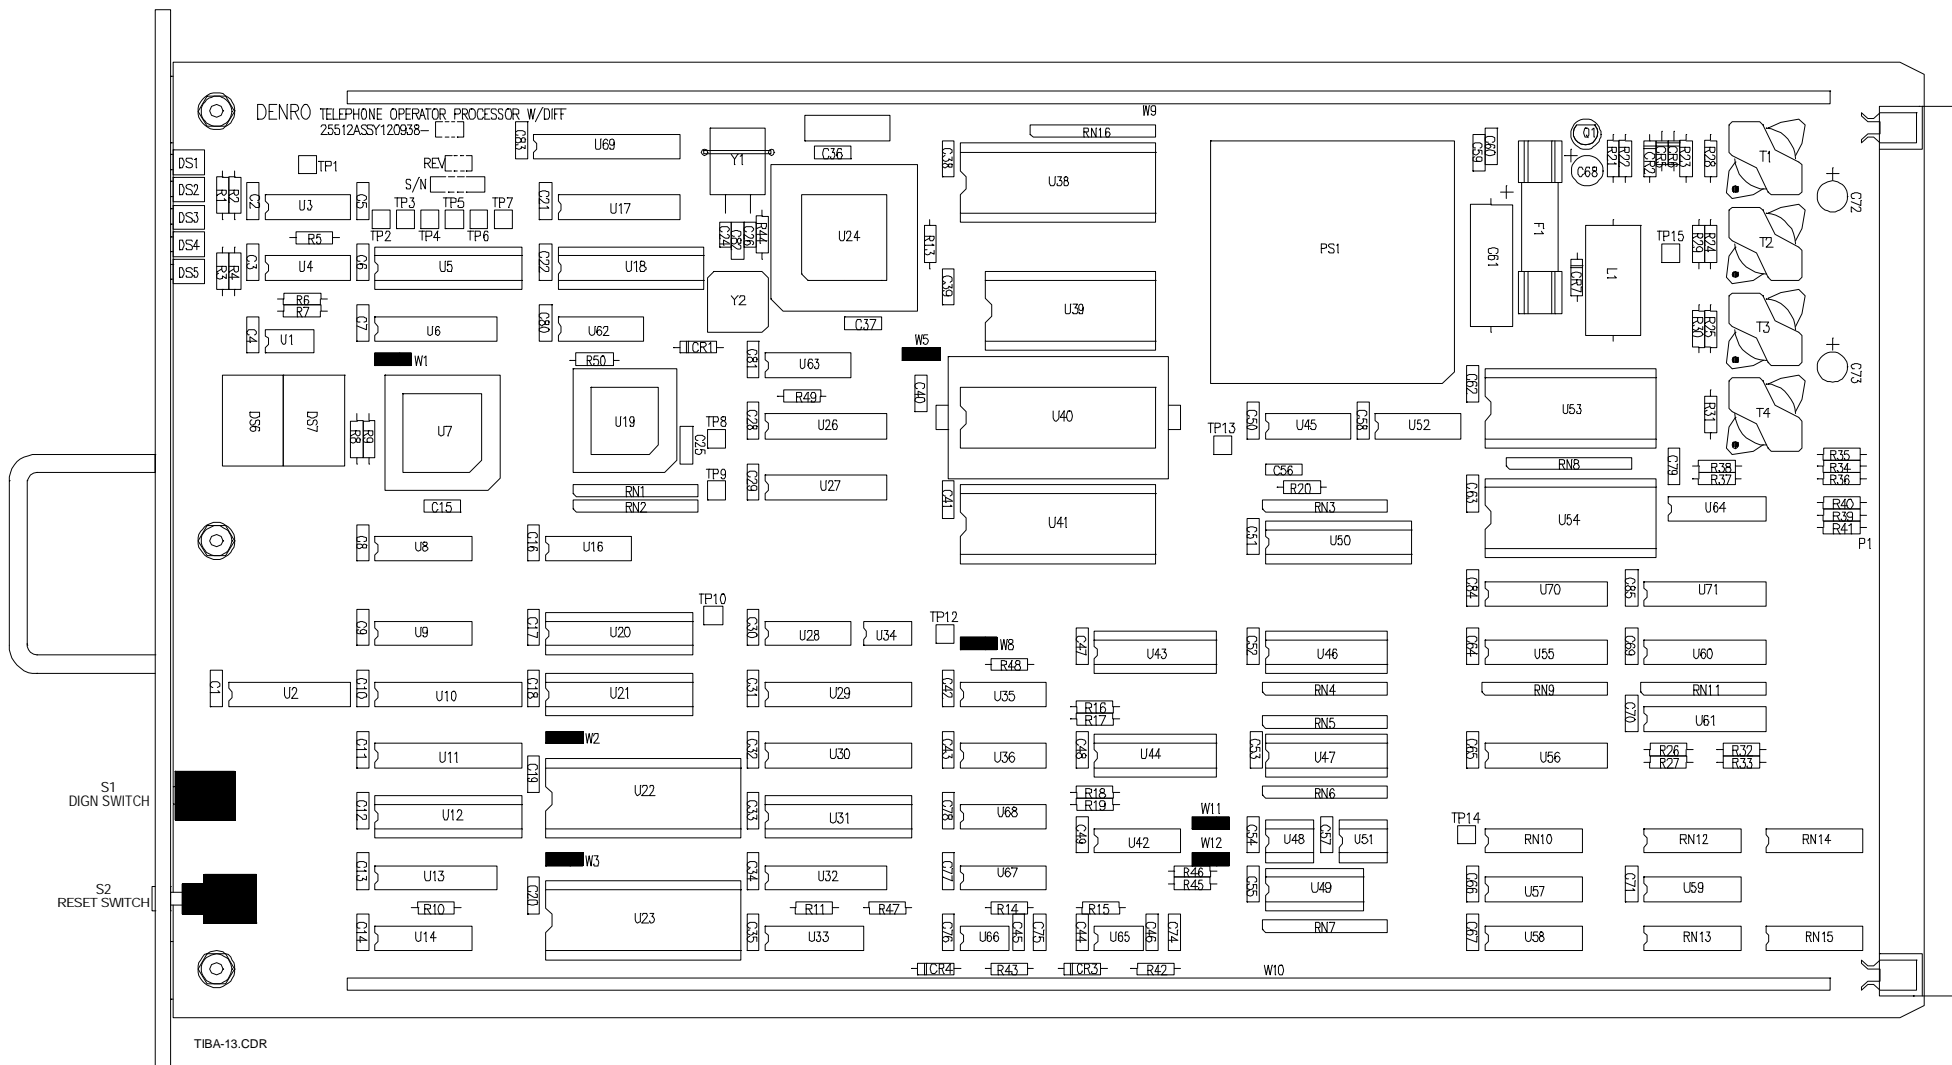 DENRO TELEPHONE OPERATOR PROCESSOR W/DIFF
25512ASSY120938-
REV
S/N
W9
RN16
C83
U69
Y1
C36
C38
U38
PS1
C59
C60
Q1
C68
R21
R22
CR2
CR5
CR6
R23
R28
T1
C72
DS1
DS2
DS3
DS4
DS5
TP1
R1
R2
C2
U3
C5
TP2
TP3
TP4
TP5
TP6
TP7
C21
U17
C24
C82
C26
R44
U24
R13
C61
F1
CR7
L1
TP15
R29
R24
T2
R5
R3
R4
C3
U4
C6
U5
C22
U18
Y2
C39
U39
R6
R7
C4
U1
C7
U6
C80
U62
C37
R30
R25
T3
C73
W1
R50
CR1
C81
U63
W5
C40
R49
DS6
DS7
R8
R9
U7
U19
C25
TP8
TP9
C28
U26
U40
TP13
C50
U45
C58
U52
C62
U53
R31
T4
C15
RN1
RN2
C29
U27
C41
U41
C56
R20
RN3
RN8
C63
U54
C79
R38
R37
U64
R35
R34
R36
R40
R39
R41
P1
C8
U8
C16
U16
C51
U50
C84
U70
C85
U71
C9
U9
C17
U20
TP10
C30
U28
U34
TP12
W8
R48
C47
U43
C52
U46
C64
U55
C69
U60
C1
U2
C10
U10
C18
U21
C31
U29
C42
U35
R16
R17
RN4
RN5
RN9
RN11
C70
U61
C11
U11
W2
C19
U22
C32
U30
C43
U36
C48
U44
C53
U47
C65
U56
R26
R27
R32
R33
S1
DIGN SWITCH
C12
U12
C33
U31
C78
U68
R18
R19
C49
U42
W11
W12
RN6
C54
U48
C57
U51
TP14
RN10
RN12
RN14
S2
RESET SWITCH
C13
U13
W3
C20
U23
C34
U32
C77
U67
R46
R45
C55
U49
C66
U57
C71
U59
R10
C14
U14
R11
R47
C35
U33
R14
C76
U66
C45
C75
R15
C44
U65
C46
C74
RN7
C67
U58
RN13
RN15
CR4
R43
CR3
R42
W10
TIBA-13.CDR